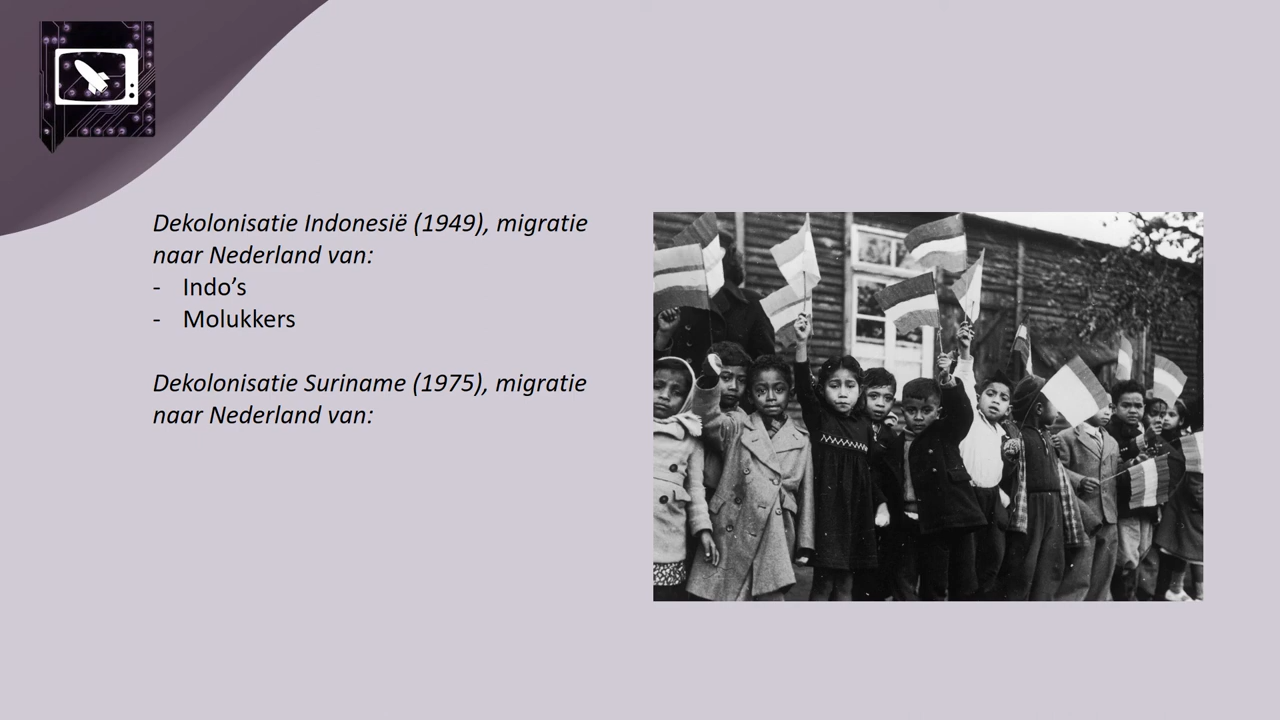 Dekolonisatie Indonesië (1949), migratie
naar Nederland van:
- Indo’s
- Molukkers
Dekolonisatie Suriname (1975), migratie
naar Nederland van: